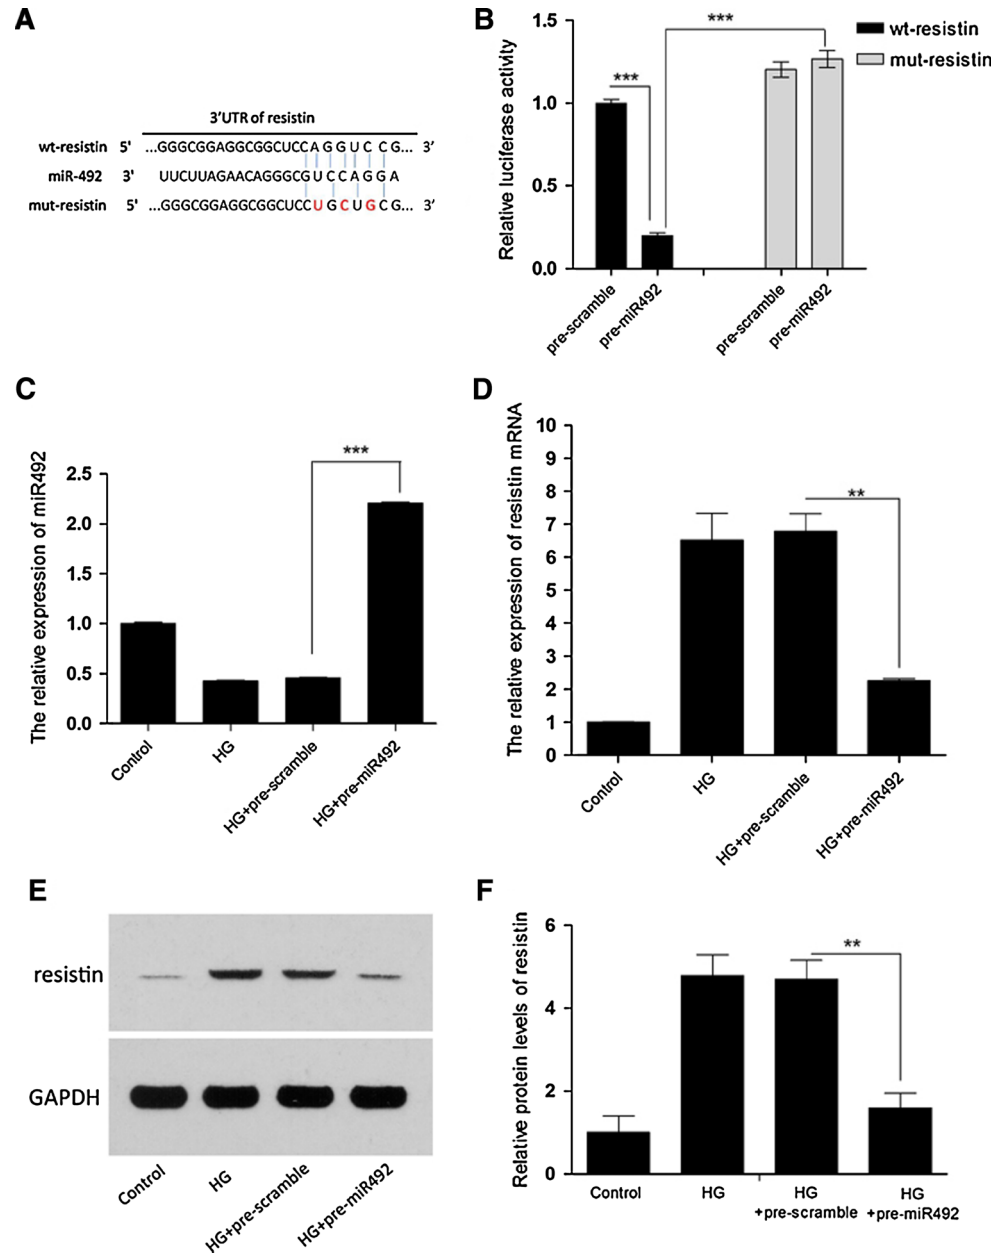 A
3'UTR of resistin
wt-resistin 5' ...GGGCGGAGGCGGCUCCAGGUCCG... 3'
miR-492 3' UUCUUAGAACAGGGCGUCCAGGA
mut-resistin 5' ...GGGCGGAGGCGGCUCCUGCUGCG... 3'
B
Relative luciferase activity
1.5
1.0
0.5
0.0
***
***
wt-resistin
mut-resistin
pre-scramble
pre-miR492
pre-scramble
pre-miR492
C
The relative expression of miR492
2.5
2.0
1.5
1.0
0.5
0.0
***
Control
HG
HG+pre-scramble
HG+pre-miR492
D
The relative expression of resistin mRNA
10
9
8
7
6
5
4
3
2
1
0
**
Control
HG
HG+pre-scramble
HG+pre-miR492
E
resistin
GAPDH
Control
HG
HG+pre-scramble
HG+pre-miR492
F
Relative protein levels of resistin
6
4
2
0
**
Control
HG
HG
+pre-scramble
HG
+pre-miR492